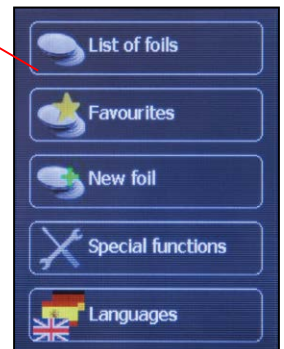 List of foils
Favourites
New foil
Special functions
Languages